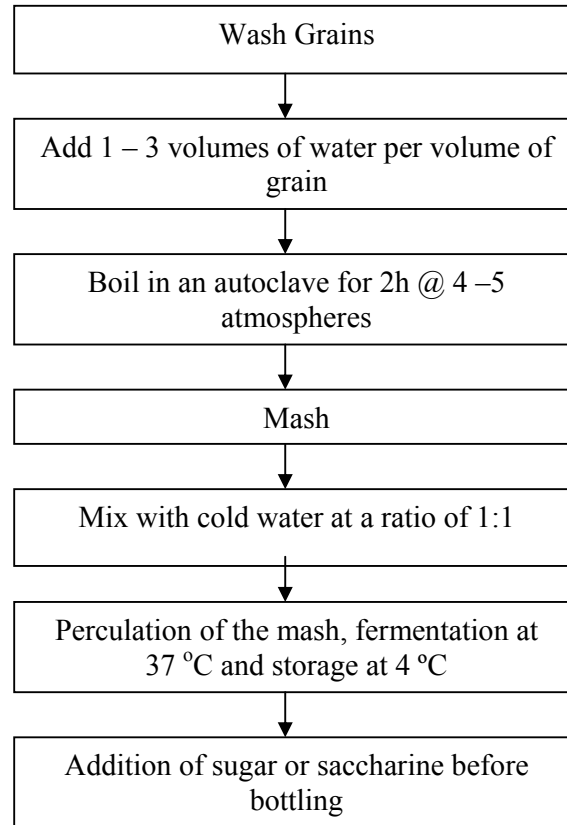 Wash Grains
Add 1 – 3 volumes of water per volume of
grain
Boil in an autoclave for 2h @ 4 –5
atmospheres
Mash
Mix with cold water at a ratio of 1:1
Perculation of the mash, fermentation at
37 °C and storage at 4 ºC
Addition of sugar or saccharine before
bottling